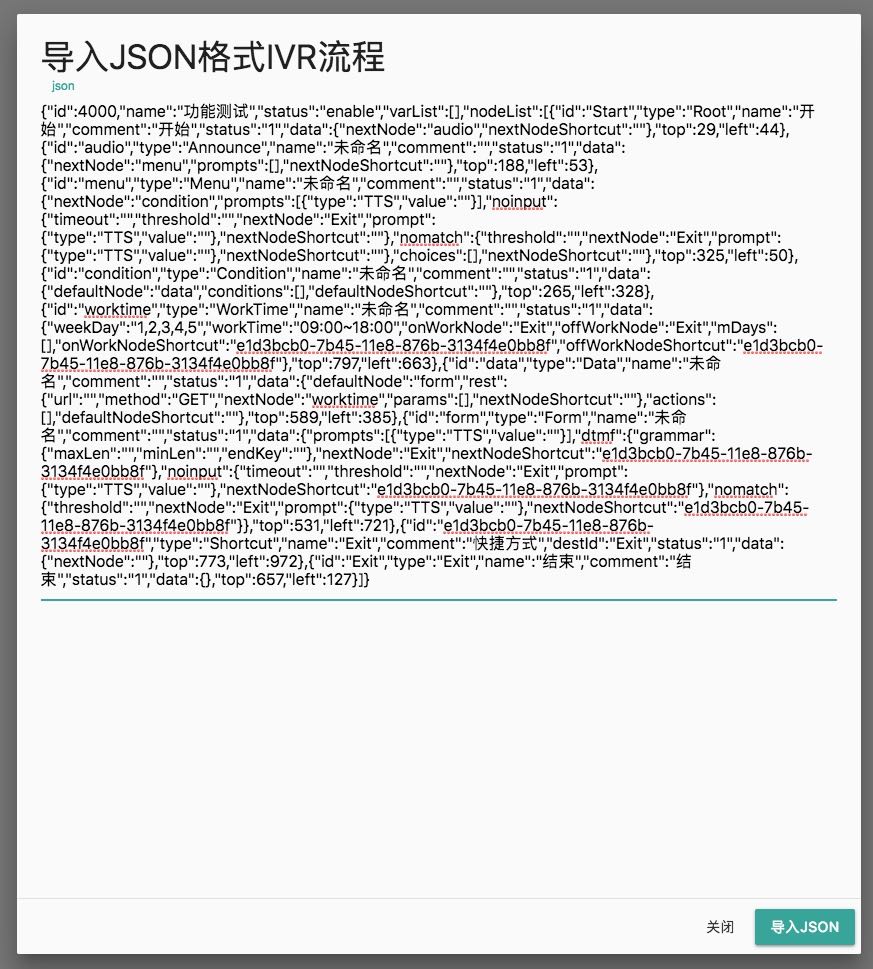 导入JSON格式IVR流程
json
{"id":4000,"name":"功能测试","status":"enable","varList":[],"nodeList":[{"id":"Start","type":"Root","name":"开
始","comment":"开始","status":"1","data":{"nextNode":"audio","nextNodeShortcut":""},"top":29,"left":44},
{"id":"audio","type":"Announce","name":"未命名","comment":"","status":"1","data":
{"nextNode":"menu","prompts":[],"nextNodeShortcut":""},"top":188,"left":53},
{"id":"menu","type":"Menu","name":"未命名","comment":"","status":"1","data":
{"nextNode":"condition","prompts":[{"type":"TTS","value":""}],"noinput":
{"timeout":"","threshold":"","nextNode":"Exit","prompt":
{"type":"TTS","value":""},"nextNodeShortcut":""},"nomatch":{"threshold":"","nextNode":"Exit","prompt":
{"type":"TTS","value":""},"nextNodeShortcut":""},"choices":[],"nextNodeShortcut":""},"top":325,"left":50},
{"id":"condition","type":"Condition","name":"未命名","comment":"","status":"1","data":
{"defaultNode":"data","conditions":[],"defaultNodeShortcut":""},"top":265,"left":328},
{"id":"worktime","type":"WorkTime","name":"未命名","comment":"","status":"1","data":
{"weekDay":"1,2,3,4,5","workTime":"09:00~18:00","onWorkNode":"Exit","offWorkNode":"Exit","mDays":
[],"onWorkNodeShortcut":"e1d3bcb0-7b45-11e8-876b-3134f4e0bb8f","offWorkNodeShortcut":"e1d3bcb0-
7b45-11e8-876b-3134f4e0bb8f"},"top":797,"left":663},{"id":"data","type":"Data","name":"未命
名","comment":"","status":"1","data":{"defaultNode":"form","rest":
{"url":"","method":"GET","nextNode":"worktime","params":[],"nextNodeShortcut":""},"actions":
[],"defaultNodeShortcut":""},"top":589,"left":385},{"id":"form","type":"Form","name":"未命
名","comment":"","status":"1","data":{"prompts":[{"type":"TTS","value":""}],"dtmf":{"grammar":
{"maxLen":"","minLen":"","endKey":""},"nextNode":"Exit","nextNodeShortcut":"e1d3bcb0-7b45-11e8-876b-
3134f4e0bb8f"},"noinput":{"timeout":"","threshold":"","nextNode":"Exit","prompt":
{"type":"TTS","value":""},"nextNodeShortcut":"e1d3bcb0-7b45-11e8-876b-3134f4e0bb8f"},"nomatch":
{"threshold":"","nextNode":"Exit","prompt":{"type":"TTS","value":""},"nextNodeShortcut":"e1d3bcb0-7b45-
11e8-876b-3134f4e0bb8f"}},"top":531,"left":721},{"id":"e1d3bcb0-7b45-11e8-876b-
3134f4e0bb8f","type":"Shortcut","name":"Exit","comment":"快捷方式","destId":"Exit","status":"1","data":
{"nextNode":""},"top":773,"left":972},{"id":"Exit","type":"Exit","name":"结束","comment":"结
束","status":"1","data":{},"top":657,"left":127}]}
关闭
导入JSON